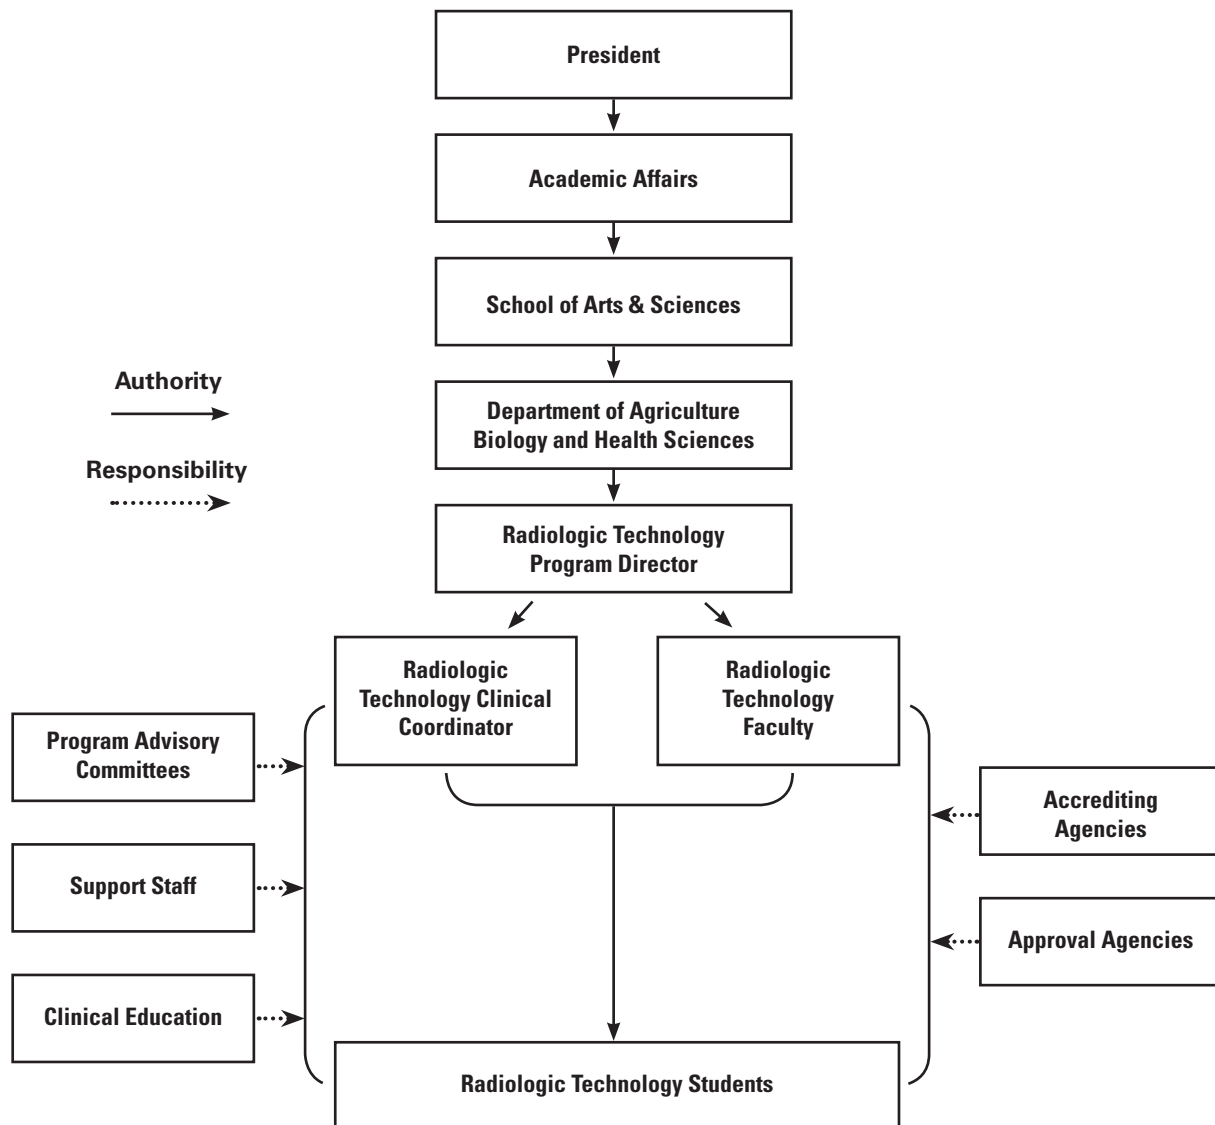 President
Academic Affairs
School of Arts & Sciences
Authority
Responsibility
Department of Agriculture
Biology and Health Sciences
Radiologic Technology
Program Director
Radiologic
Technology Clinical
Coordinator
Radiologic
Technology
Faculty
Program Advisory
Committees
Support Staff
Clinical Education
Accrediting
Agencies
Approval Agencies
Radiologic Technology Students